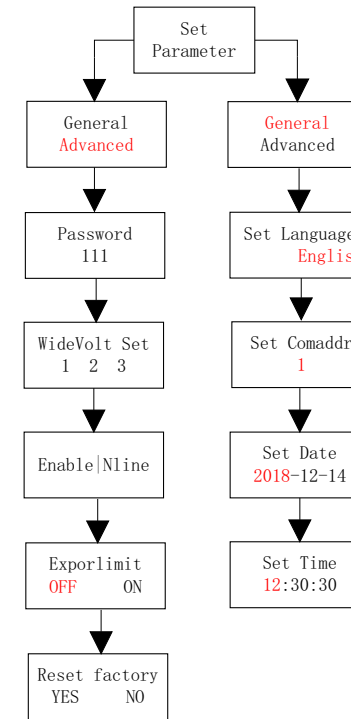 Set
Parameter
General
Advanced
Password
111
WideVolt Set
1 2 3
Enable|Nline
Exporlimit
OFF ON
Reset factory
YES NO
General
Advanced
Set Language
Englis
Set Comaddr
1
Set Date
2018-12-14
Set Time
12:30:30